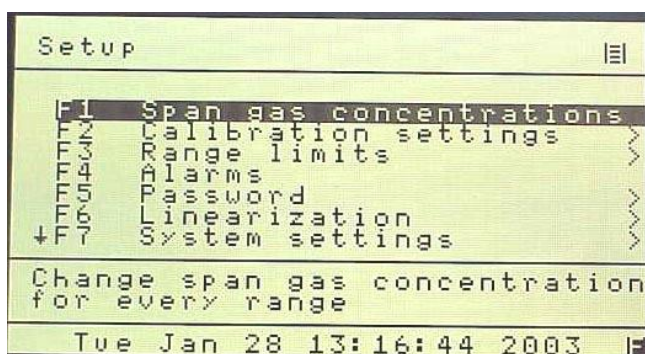 Setup
F1 Span gas concentrations
F2 Calibration settings >
F3 Range limits >
F4 Alarms
F5 Password >
F6 Linearization >
↓F7 System settings >
Change span gas concentration
for every range
Tue Jan 28 13:16:44 2003